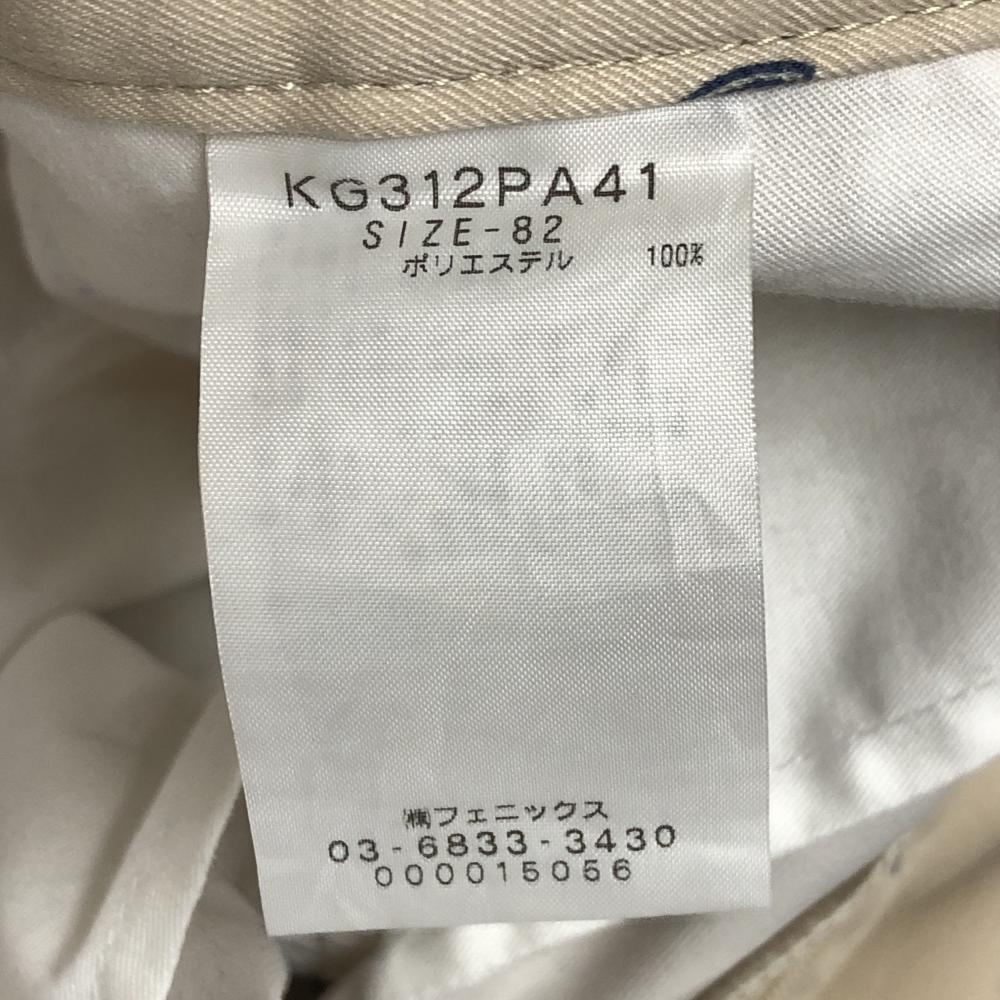 KG312PA41
SIZE-82
ポリエステル 100%
㈱フェニックス
03-6833-3430
000015056